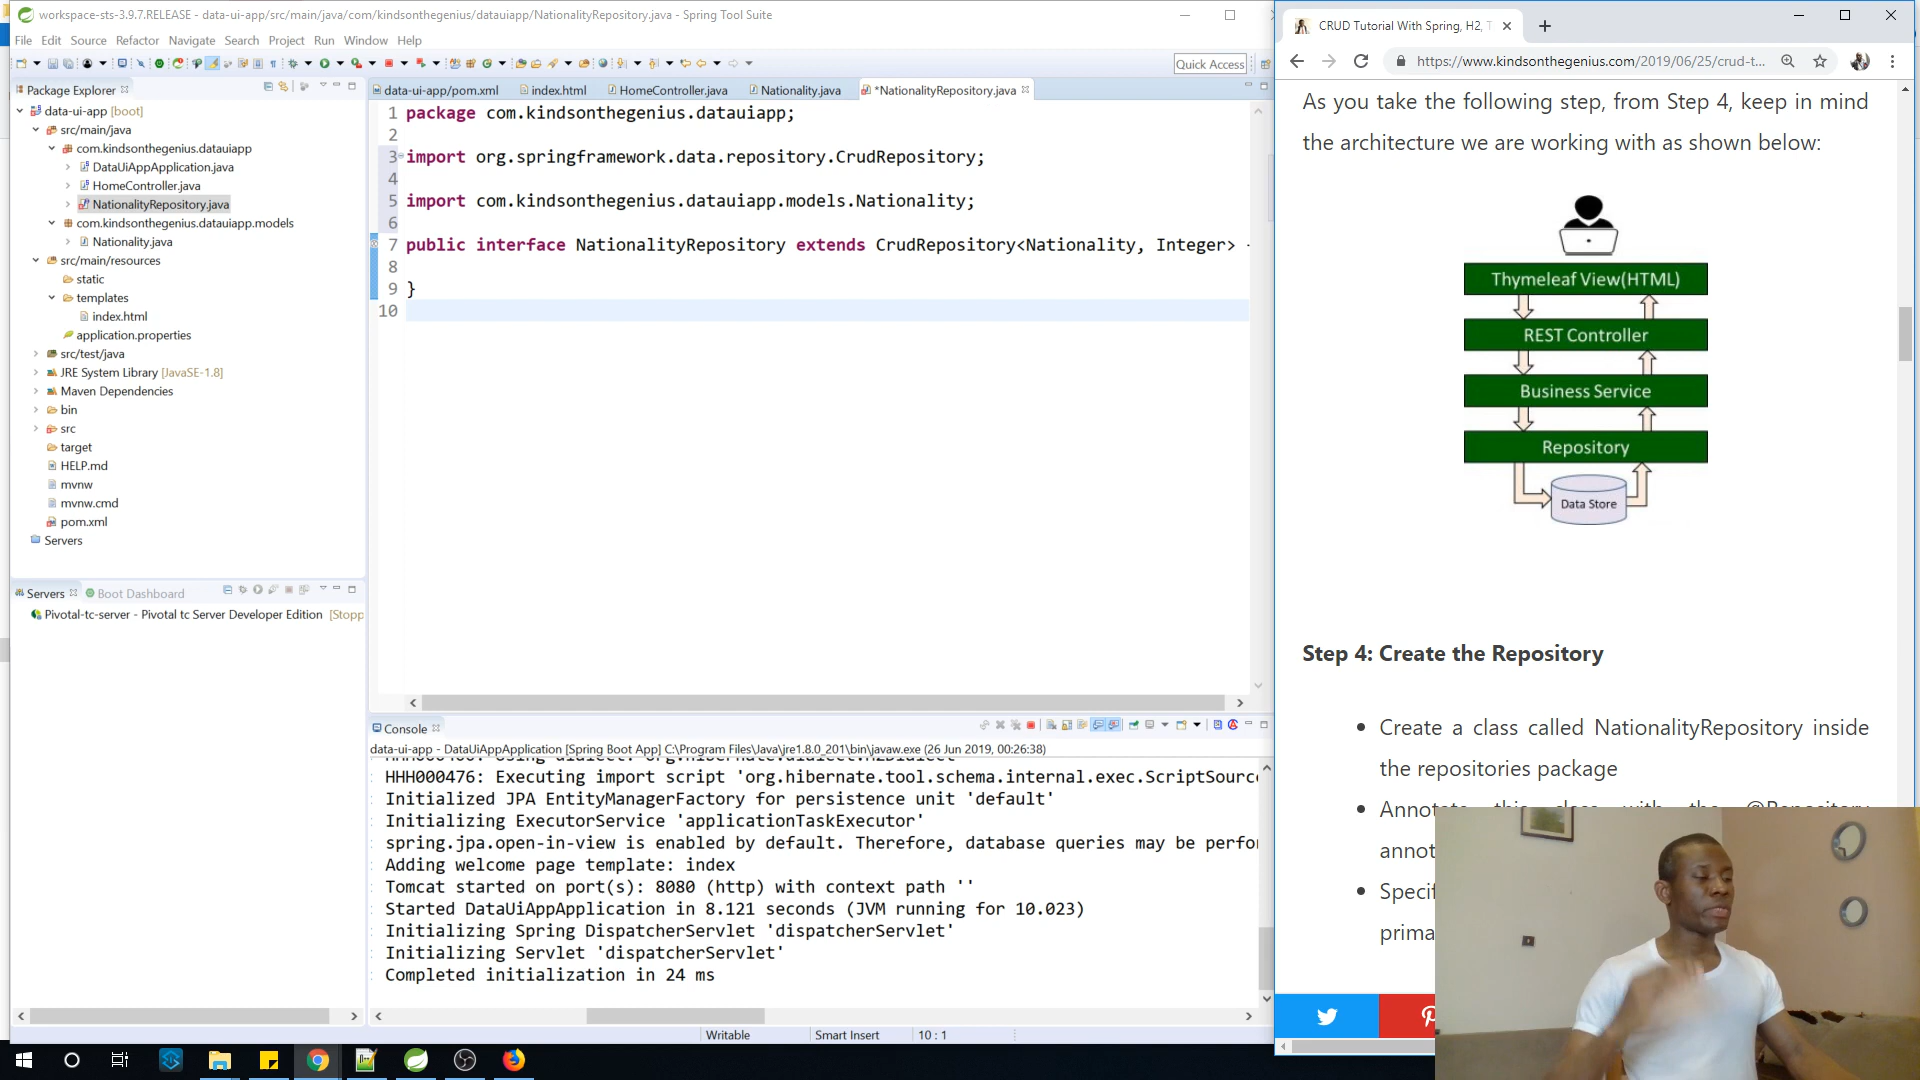 workspace-sts-3.9.7.RELEASE - data-ui-app/src/main/java/com/kindsonthegenius/datauiapp/NationalityRepository.java - Spring Tool Suite
File Edit Source Refactor Navigate Search Project Run Window Help
Quick Access
Package Explorer
data-ui-app [boot]
src/main/java
com.kindsonthegenius.datauiapp
DataUiAppApplication.java
HomeController.java
NationalityRepository.java
com.kindsonthegenius.datauiapp.models
Nationality.java
src/main/resources
static
templates
index.html
application.properties
src/test/java
JRE System Library [JavaSE-1.8]
Maven Dependencies
bin
src
target
HELP.md
mvnw
mvnw.cmd
pom.xml
Servers
Servers Boot Dashboard
Pivotal-tc-server - Pivotal tc Server Developer Edition [Stopp
data-ui-app/pom.xml index.html HomeController.java Nationality.java *NationalityRepository.java
1 package com.kindsonthegenius.datauiapp;
2
3 import org.springframework.data.repository.CrudRepository;
4
5 import com.kindsonthegenius.datauiapp.models.Nationality;
6
7 public interface NationalityRepository extends CrudRepository<Nationality, Integer>
8
9 }
10
Console
data-ui-app - DataUiAppApplication [Spring Boot App] C:\Program Files\Java\jre1.8.0_201\bin\javaw.exe (26 Jun 2019, 00:26:38)
HHH000476: Executing import script 'org.hibernate.tool.schema.internal.exec.ScriptSource
Initialized JPA EntityManagerFactory for persistence unit 'default'
Initializing ExecutorService 'applicationTaskExecutor'
spring.jpa.open-in-view is enabled by default. Therefore, database queries may be perfor
Adding welcome page template: index
Tomcat started on port(s): 8080 (http) with context path ''
Started DataUiAppApplication in 8.121 seconds (JVM running for 10.023)
Initializing Spring DispatcherServlet 'dispatcherServlet'
Initializing Servlet 'dispatcherServlet'
Completed initialization in 24 ms
Writable Smart Insert 10 : 1
CRUD Tutorial With Spring, H2, T
https://www.kindsonthegenius.com/2019/06/25/crud-t...
As you take the following step, from Step 4, keep in mind
the architecture we are working with as shown below:
Thymeleaf View(HTML)
REST Controller
Business Service
Repository
Data Store
Step 4: Create the Repository
• Create a class called NationalityRepository inside
the repositories package
• Annotate this class with the @Repository
annot
• Specif
prima